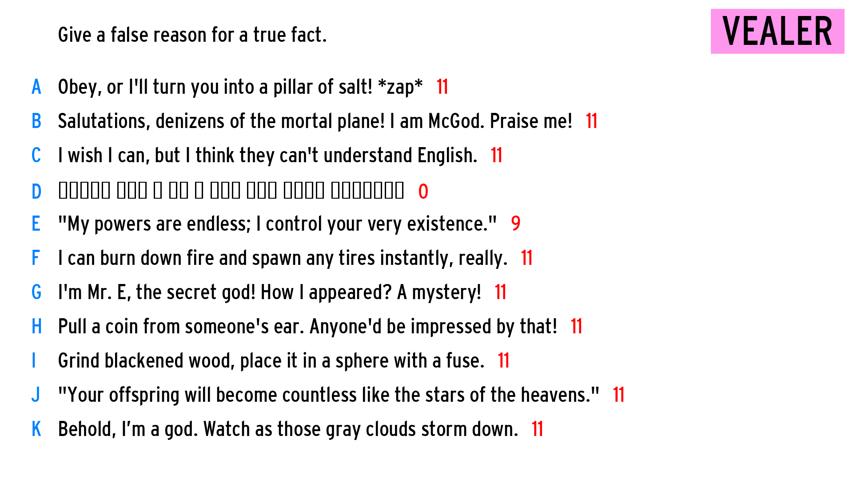 Give a false reason for a true fact.
VEALER
A Obey, or I'll turn you into a pillar of salt! *zap* 11
B Salutations, denizens of the mortal plane! I am McGod. Praise me! 11
C I wish I can, but I think they can't understand English. 11
D ▯▯▯▯▯ ▯▯▯ ▯ ▯▯ ▯ ▯▯▯ ▯▯▯ ▯▯▯▯ ▯▯▯▯▯▯▯ 0
E "My powers are endless; I control your very existence." 9
F I can burn down fire and spawn any tires instantly, really. 11
G I'm Mr. E, the secret god! How I appeared? A mystery! 11
H Pull a coin from someone's ear. Anyone'd be impressed by that! 11
I Grind blackened wood, place it in a sphere with a fuse. 11
J "Your offspring will become countless like the stars of the heavens." 11
K Behold, I’m a god. Watch as those gray clouds storm down. 11